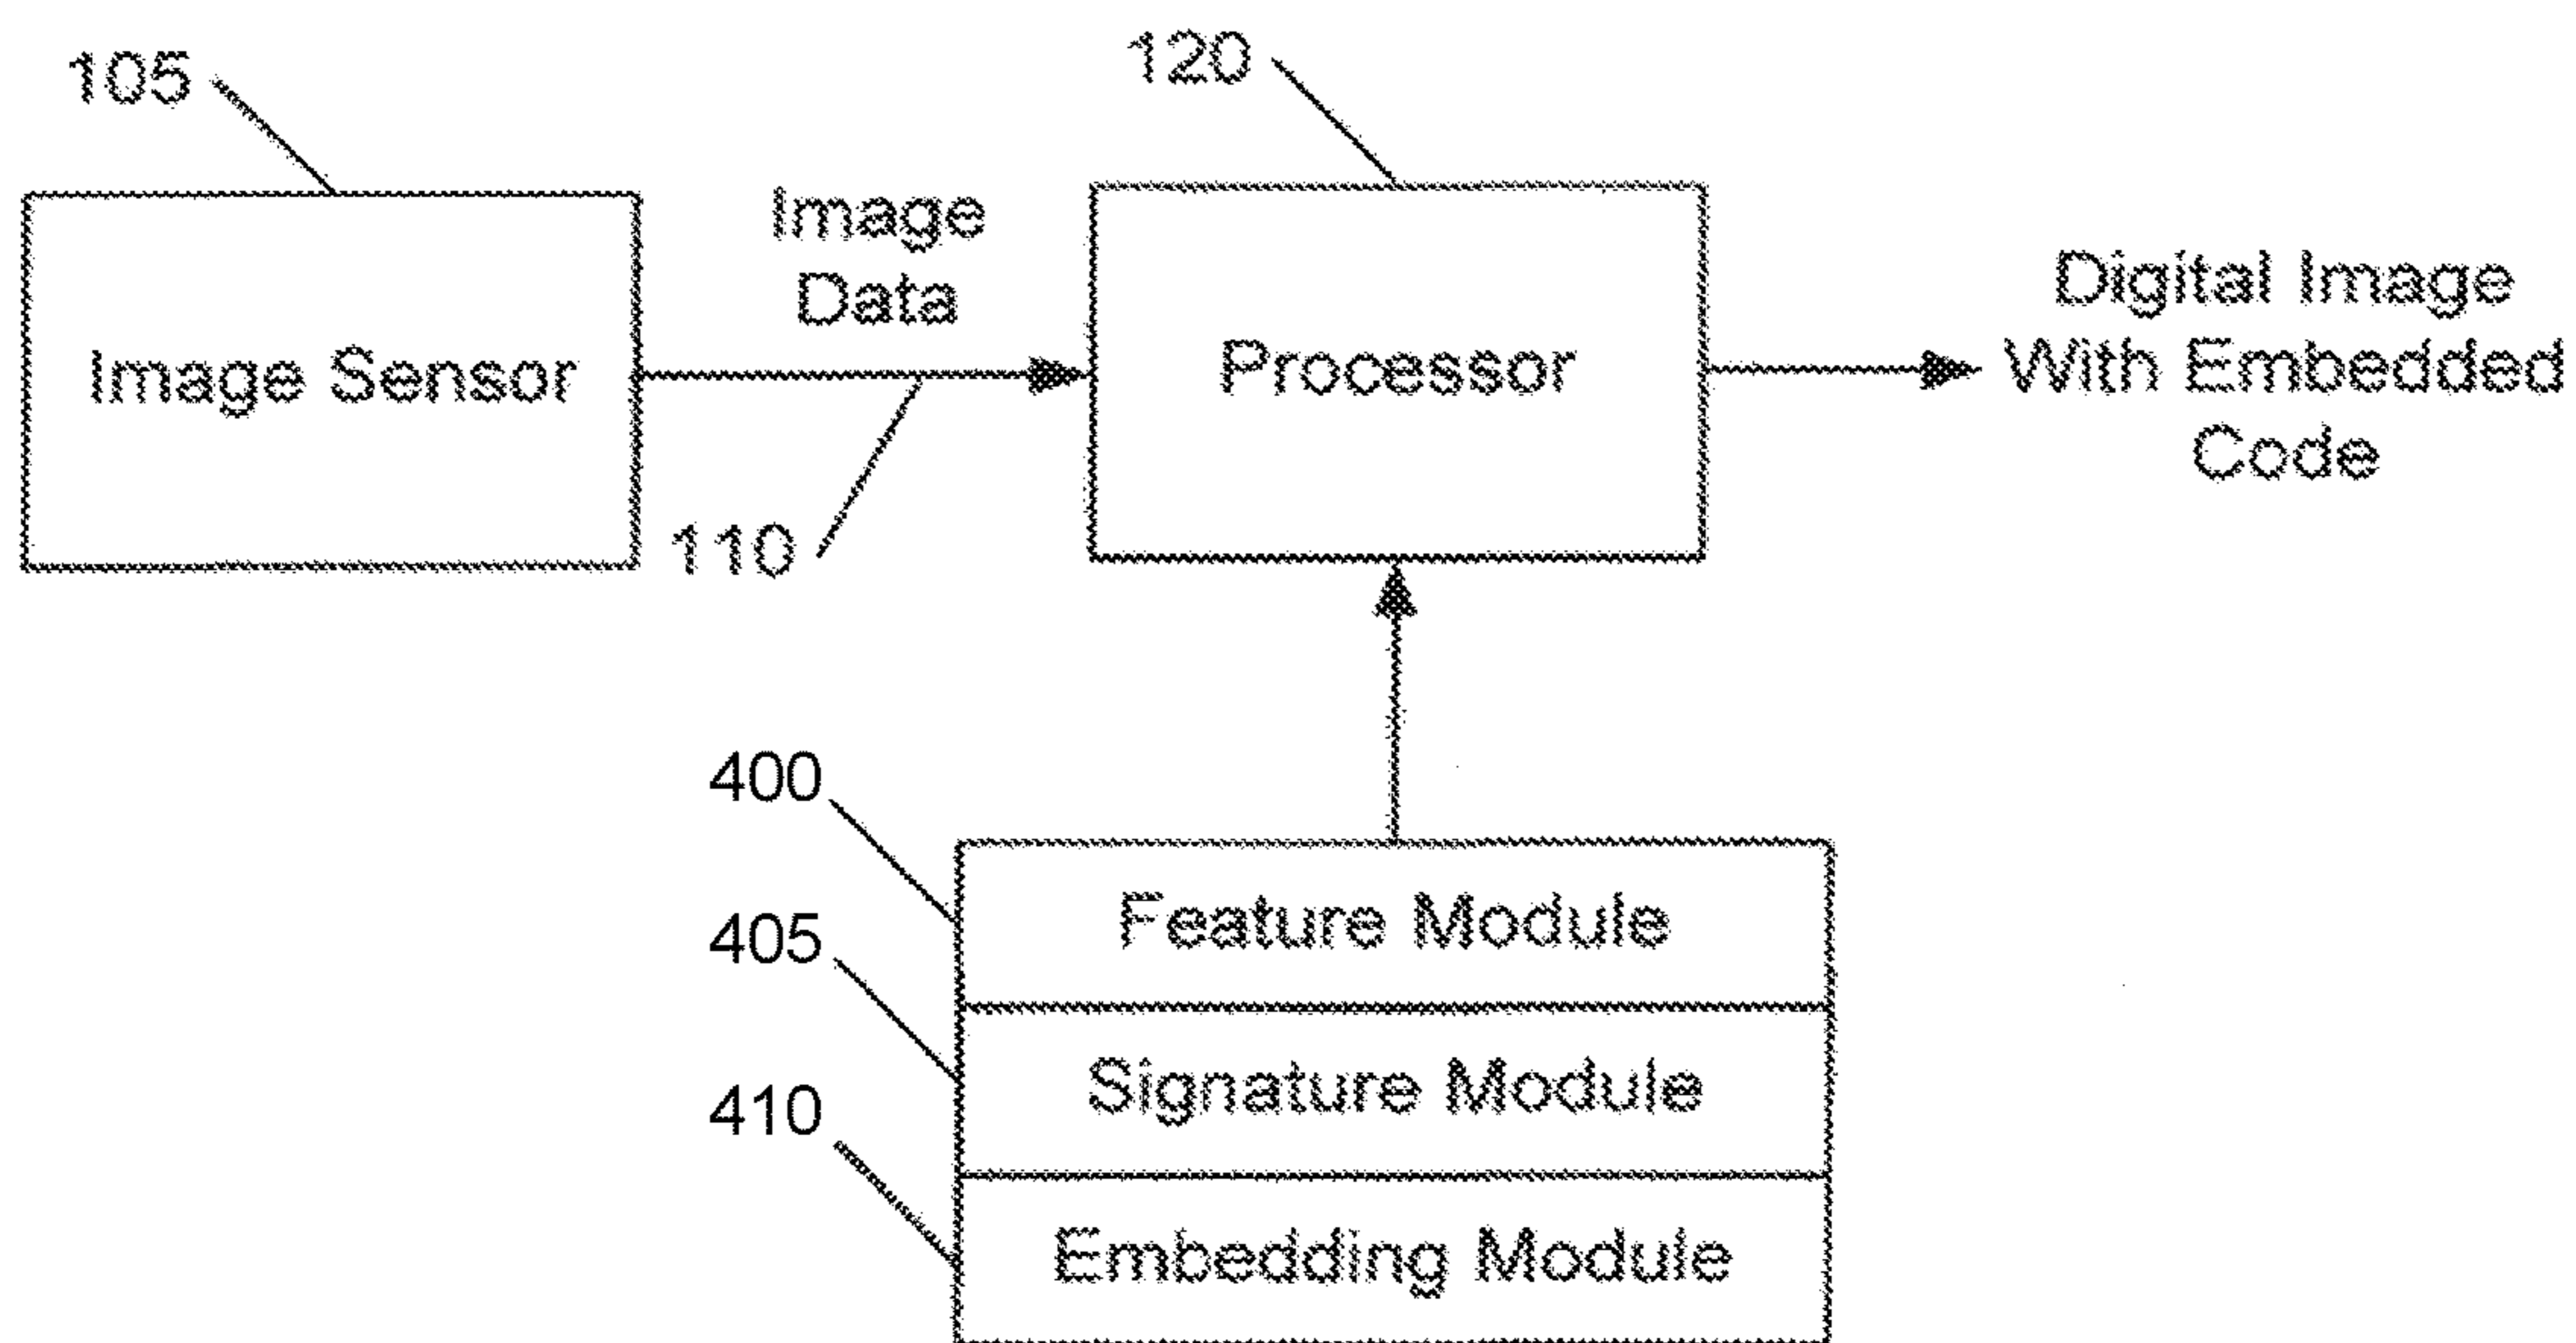 105
120
Image
Data
Image Sensor
Processor
Digital Image
With Embedded
Code
110
400
Feature Module
405
Signature Module
410
Embedding Module